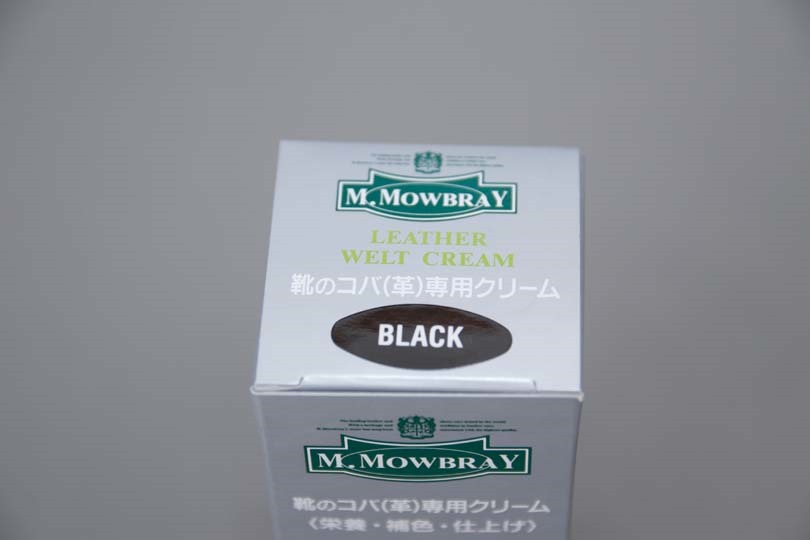 M. MOWBRAY
LEATHER
WELT CREAM
靴のコバ(革)専用クリーム
BLACK
M. MOWBRAY
靴のコバ(革)専用クリーム
〈栄養・補色・仕上げ〉